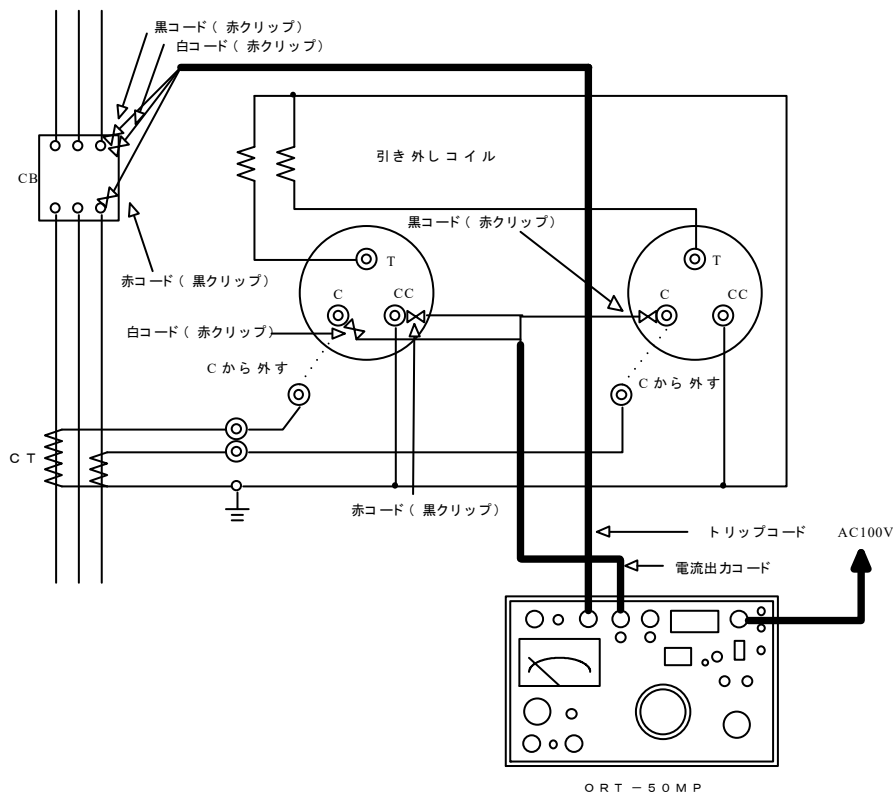 黒コード(赤クリップ)
白コード(赤クリップ)
引き外しコイル
CB
黒コード(赤クリップ)
T
T
赤コード(黒クリップ)
C
CC
C
CC
白コード(赤クリップ)
Cから外す
Cから外す
CT
赤コード(黒クリップ)
トリップコード
AC100V
電流出力コード
ORT-50MP